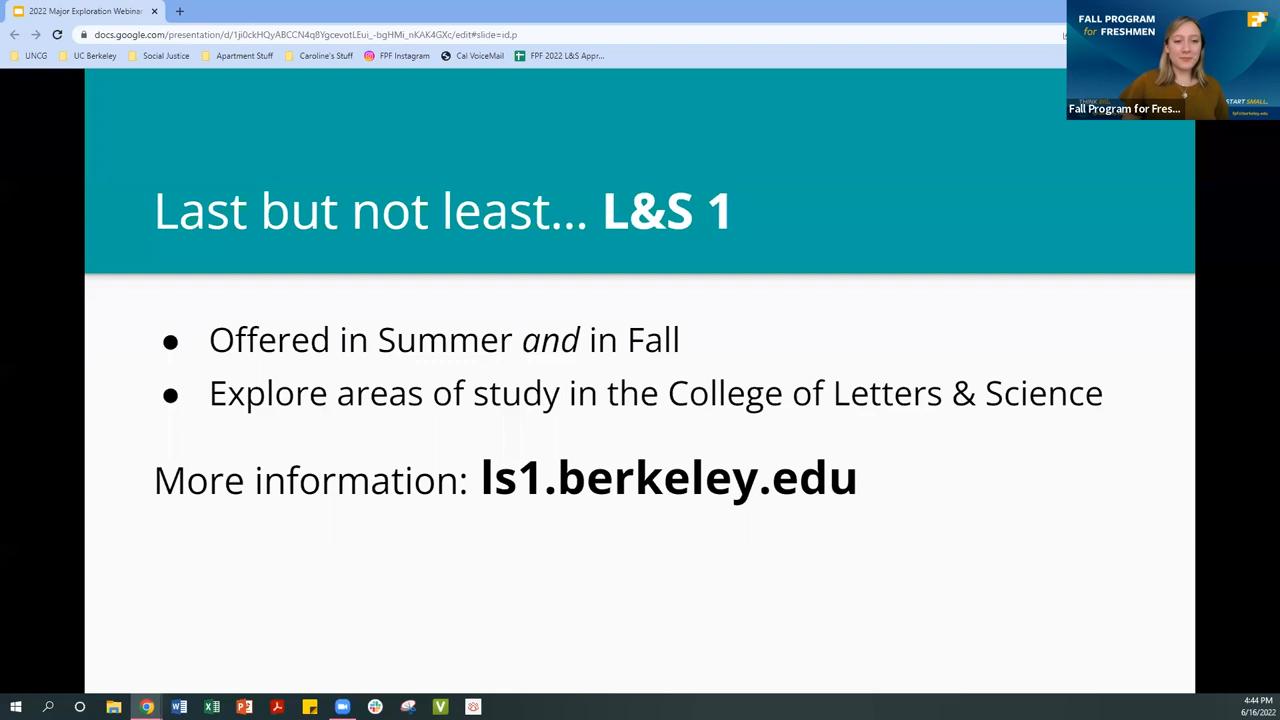 2022 Major Exploration Webinar
docs.google.com/presentation/d/1ji0ckHQyABCCN4q8YgcevotLEui_-bgHMi_nKAK4GXc/edit#slide=id.p
UNCG
UC Berkeley
Social Justice
Apartment Stuff
Caroline's Stuff
FPF Instagram
Cal VoiceMail
FPF 2022 L&S Appr...
FALL PROGRAM
for FRESHMEN
START SMALL.
fpf.berkeley.edu
Fall Program for Fres...
Last but not least... L&S 1
● Offered in Summer and in Fall
● Explore areas of study in the College of Letters & Science
More information: ls1.berkeley.edu
4:44 PM
6/16/2022